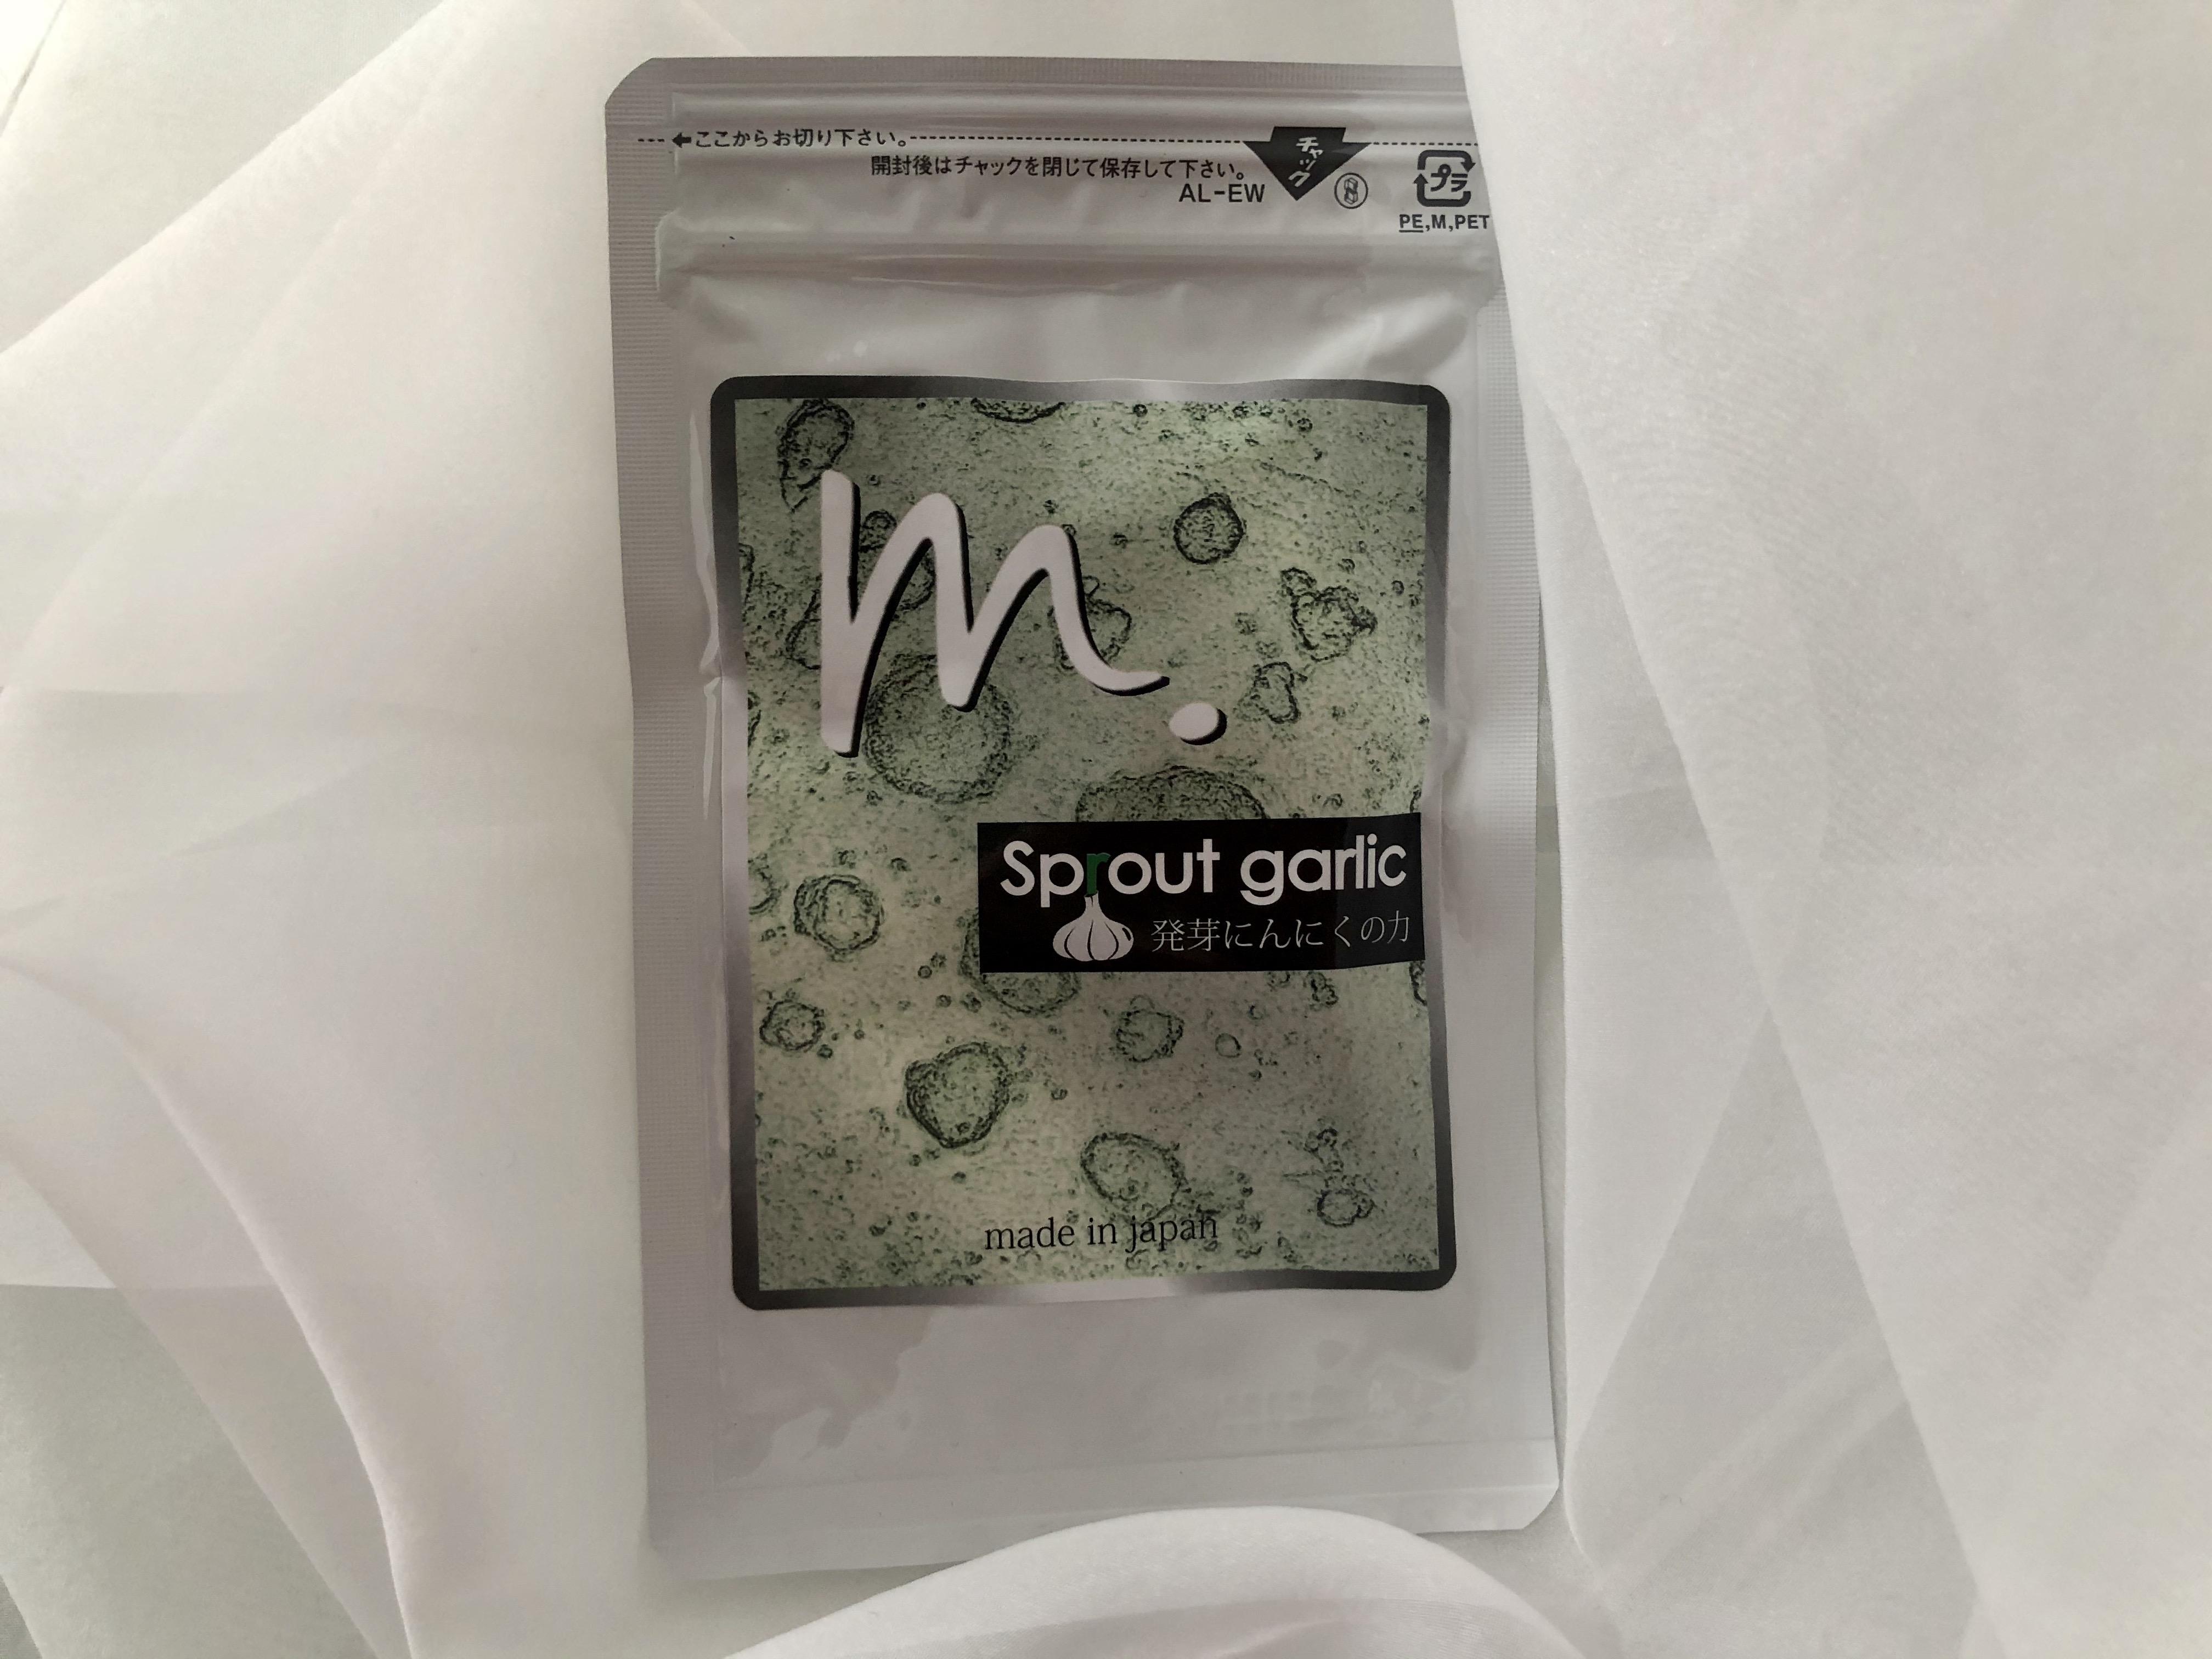 ←ここからお切り下さい。
開封後はチャックを閉じて保存して下さい。
AL-EW
チャック
プラ
PE,M,PET
m.
Sprout garlic
発芽にんにくの力
made in japan